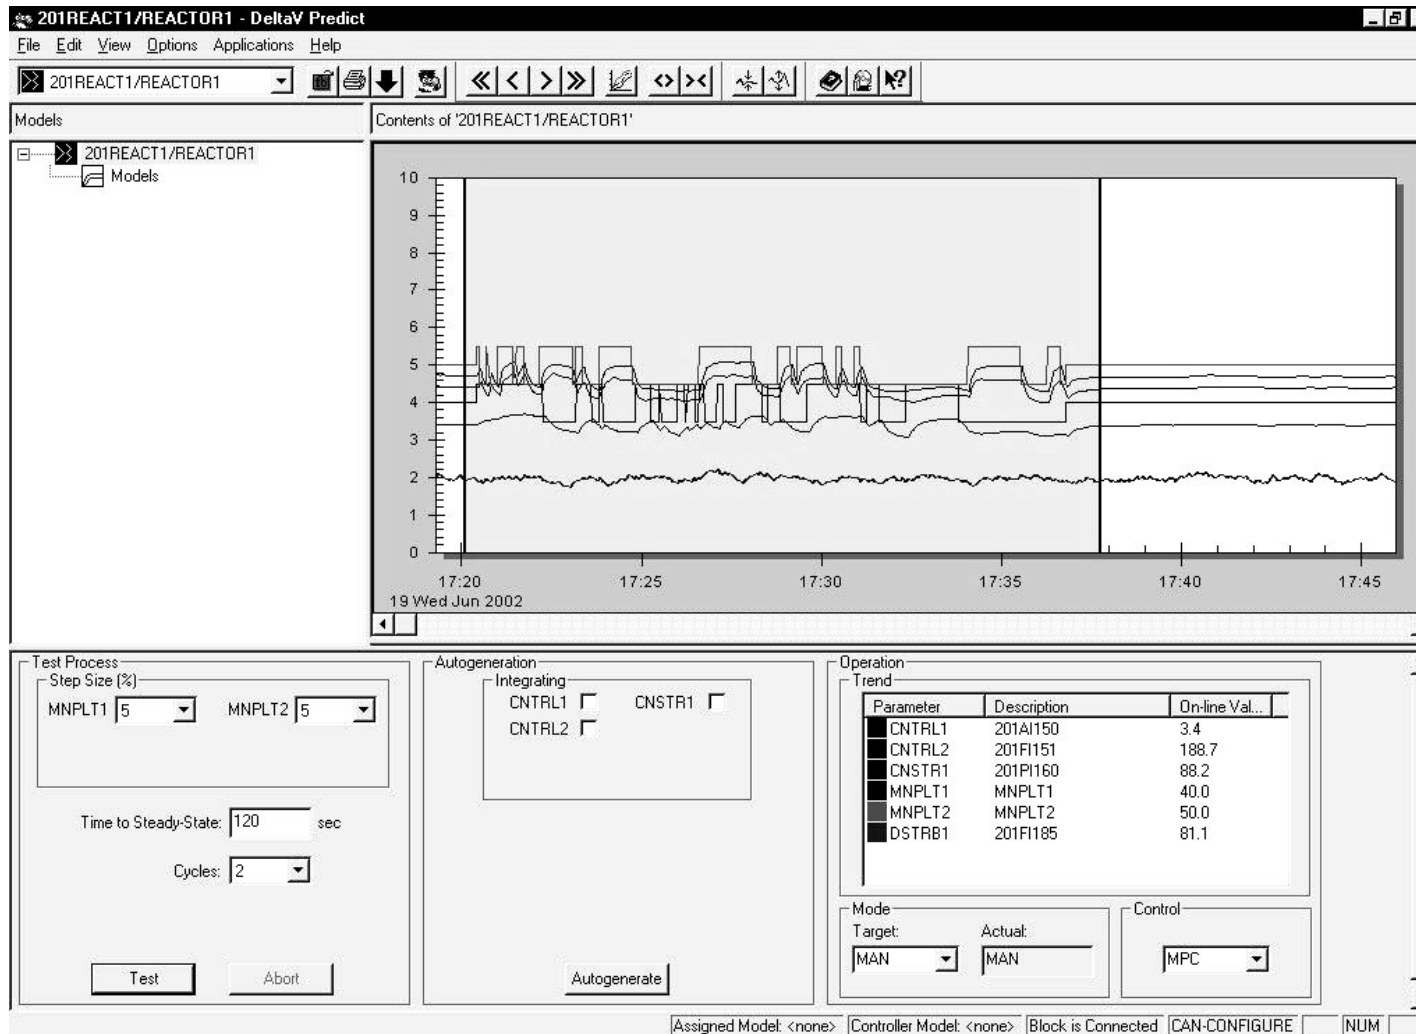 201REACT1/REACTOR1 - DeltaV Predict
File Edit View Options Applications Help
201REACT1/REACTOR1
Models
Contents of '201REACT1/REACTOR1'
201REACT1/REACTOR1
Models
10
9
8
7
6
5
4
3
2
1
0
17:20 17:25 17:30 17:35 17:40 17:45
19 Wed Jun 2002
Test Process
Step Size (%)
MNPLT1 5 MNPLT2 5
Time to Steady-State: 120 sec
Cycles: 2
Test Abort
Autogeneration
Integrating
CNTRL1 CNSTR1
CNTRL2
Autogenerate
Operation
Trend
Parameter Description On-line Val...
CNTRL1 201AI150 3.4
CNTRL2 201FI151 188.7
CNSTR1 201PI160 88.2
MNPLT1 MNPLT1 40.0
MNPLT2 MNPLT2 50.0
DSTRB1 201FI185 81.1
Mode
Target: Actual:
MAN MAN
Control
MPC
Assigned Model: <none> Controller Model: <none> Block is Connected CAN-CONFIGURE NUM